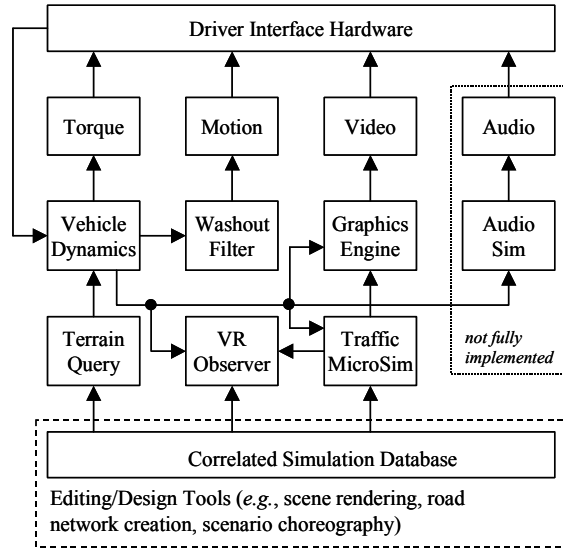 Driver Interface Hardware
Torque
Motion
Video
Audio
Vehicle
Dynamics
Washout
Filter
Graphics
Engine
Audio
Sim
Terrain
Query
VR
Observer
Traffic
MicroSim
not fully
implemented
Correlated Simulation Database
Editing/Design Tools (e.g., scene rendering, road
network creation, scenario choreography)